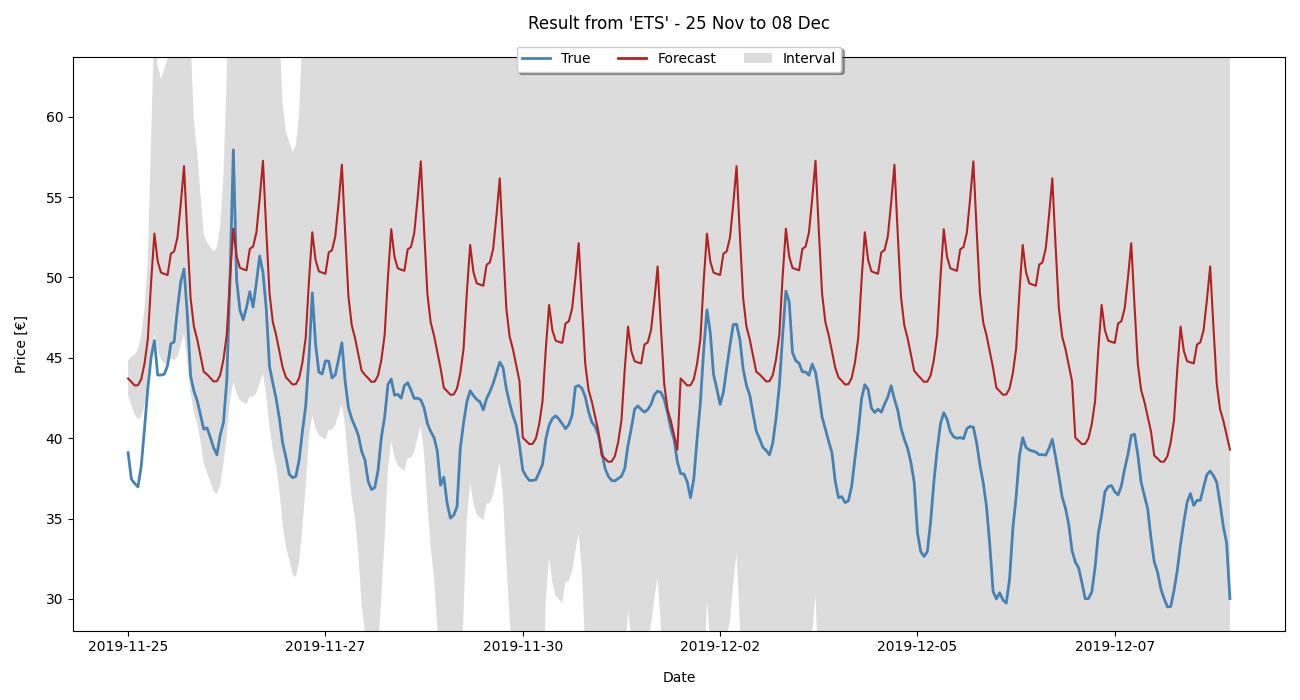 Result from 'ETS' - 25 Nov to 08 Dec
True Forecast Interval
Price [€]
60
55
50
45
40
35
30
2019-11-25 2019-11-27 2019-11-30 2019-12-02 2019-12-05 2019-12-07
Date